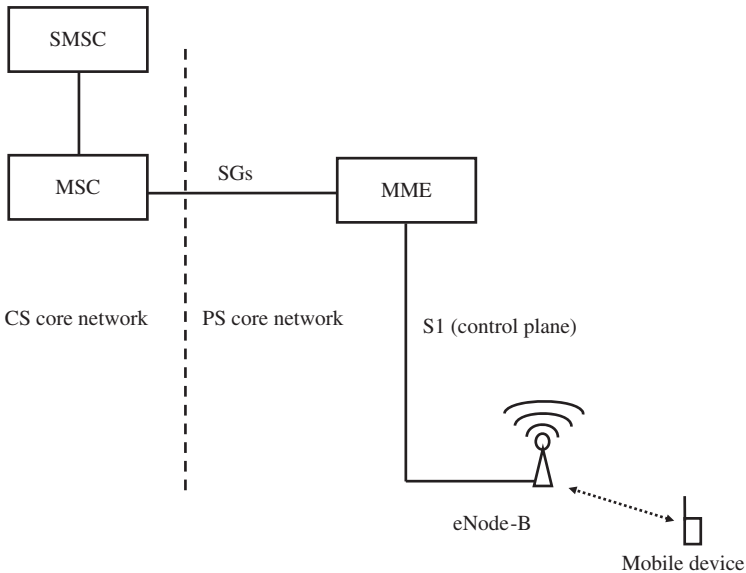 SMSC
MSC
SGs
MME
CS core network
PS core network
S1 (control plane)
eNode-B
Mobile device